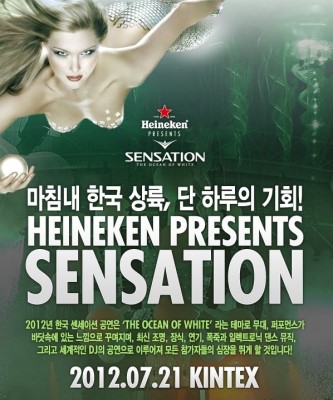 Heineken
PRESENTS
SENSATION
THE OCEAN OF WHITE
마침내 한국 상륙, 단 하루의 기회!
HEINEKEN PRESENTS
SENSATION
2012년 한국 센세이션 공연은 'THE OCEAN OF WHITE' 라는 테마로 무대, 퍼포먼스가
바닷속에 있는 느낌으로 꾸며지며, 최신 조명, 장식, 연기, 폭죽과 일렉트로닉 댄스 뮤직,
그리고 세계적인 DJ의 공연으로 이루어져 모든 참가자들의 심장을 뛰게 할 것입니다!
2012.07.21 KINTEX